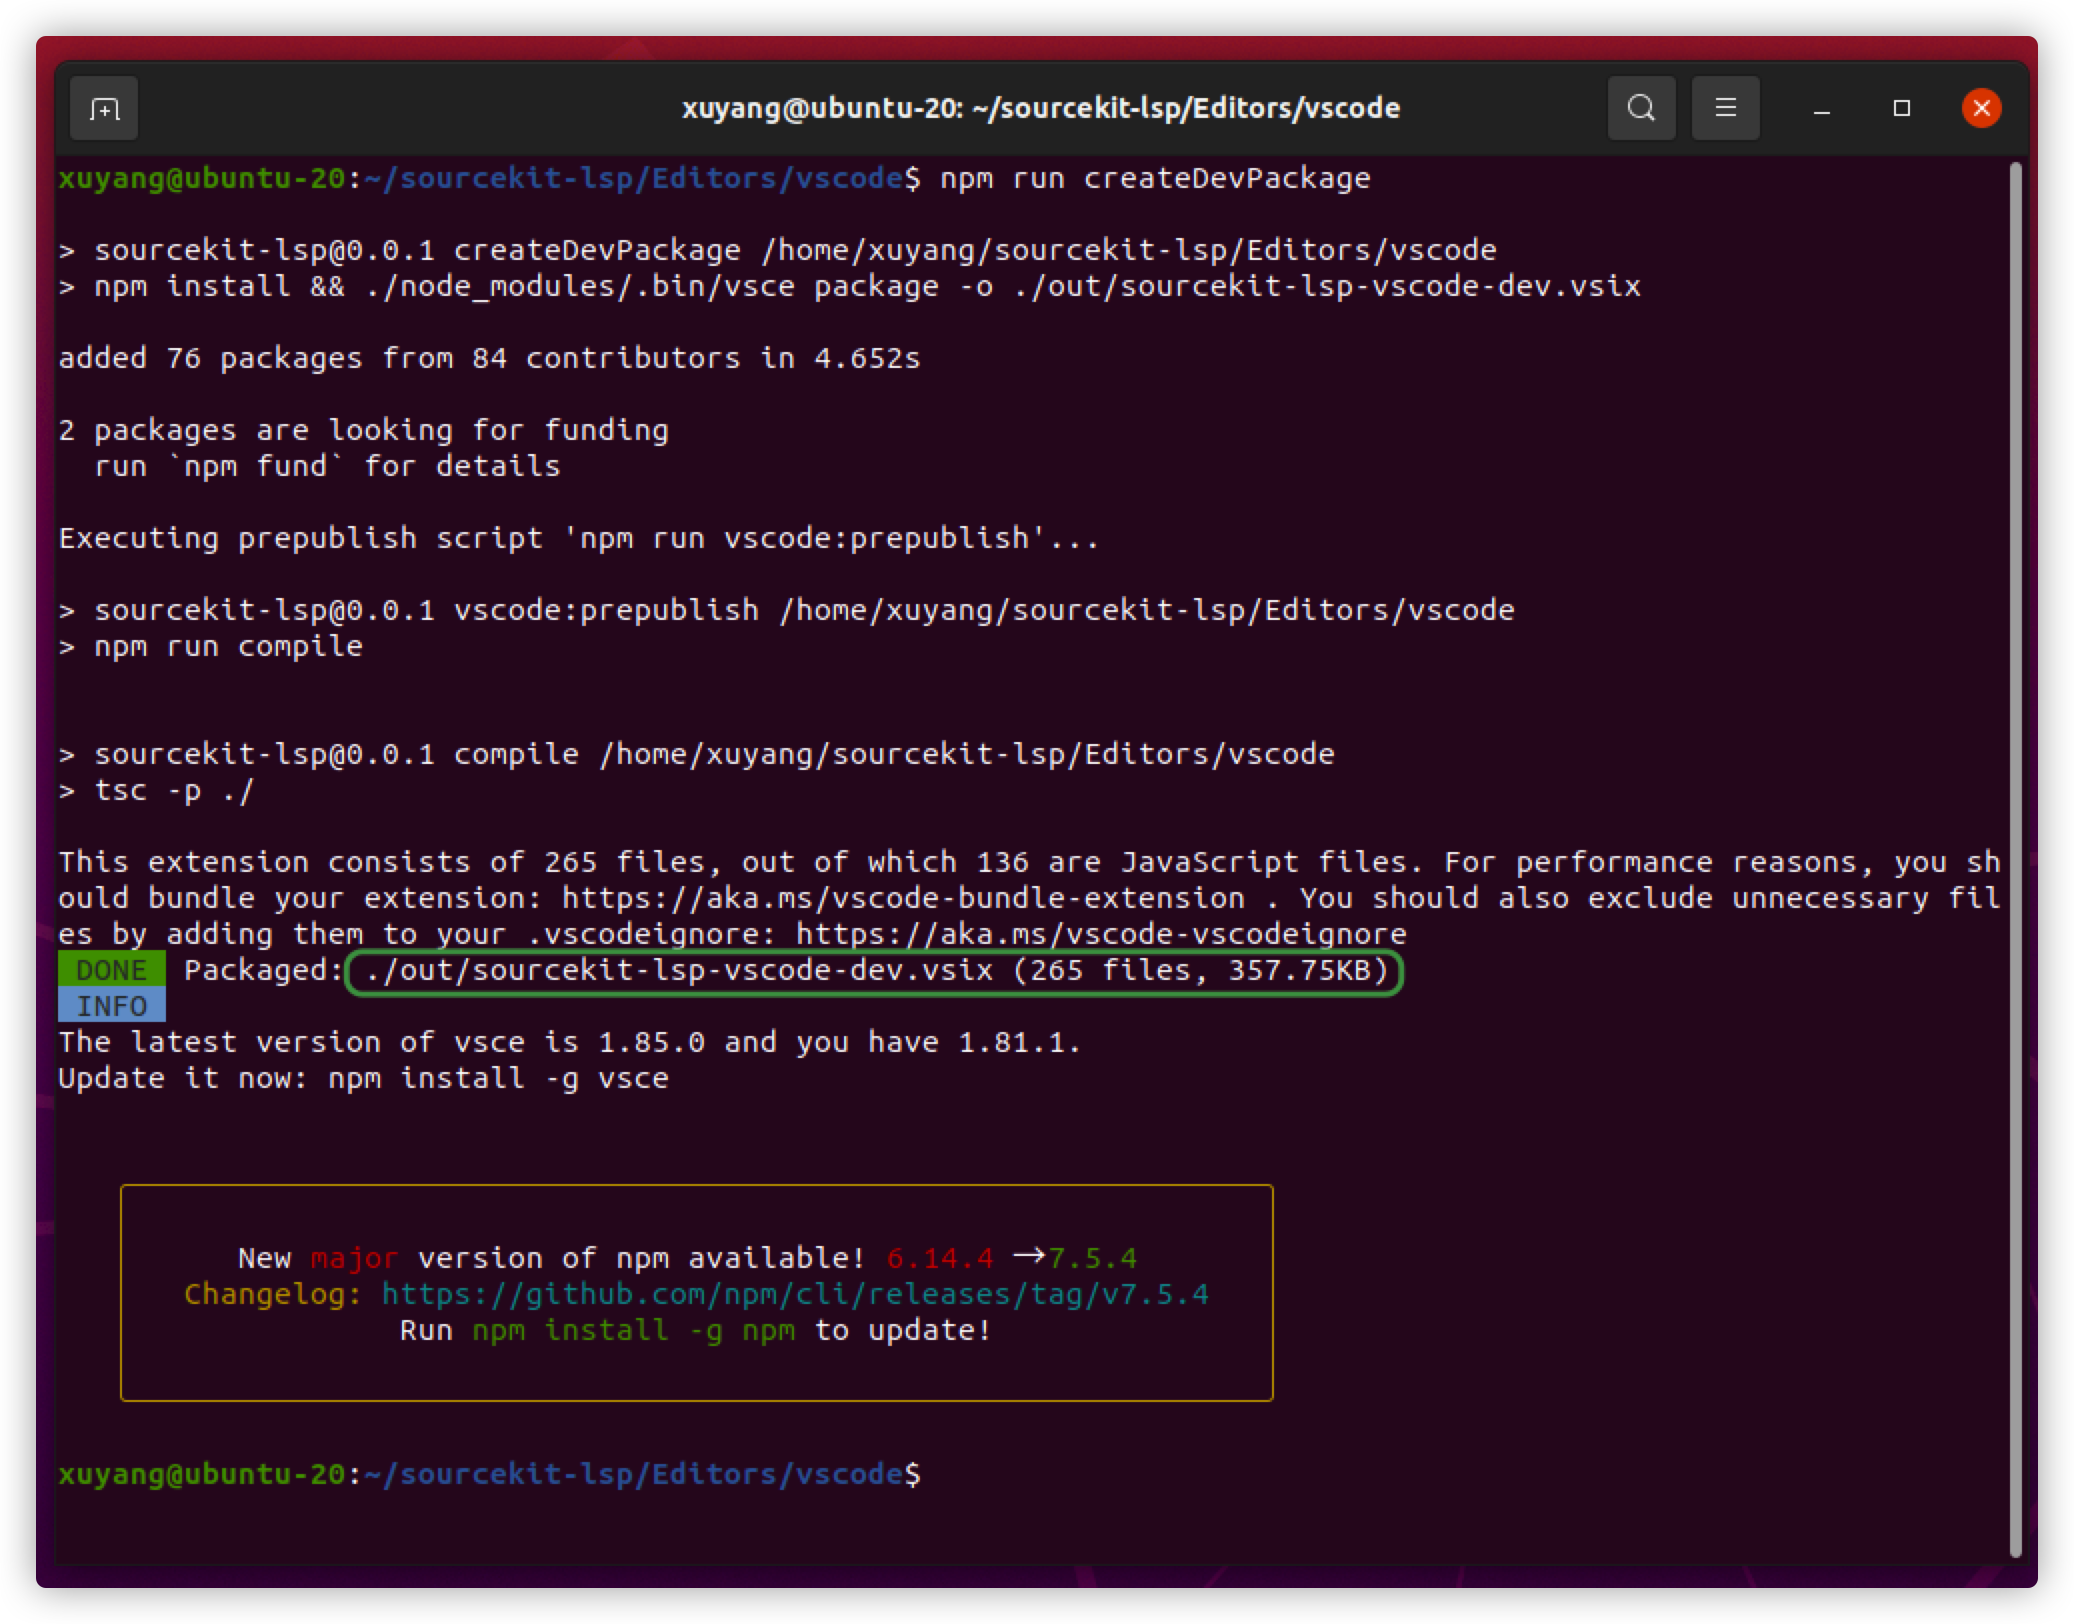 xuyang@ubuntu-20: ~/sourcekit-lsp/Editors/vscode
xuyang@ubuntu-20:~/sourcekit-lsp/Editors/vscode$ npm run createDevPackage
> sourcekit-lsp@0.0.1 createDevPackage /home/xuyang/sourcekit-lsp/Editors/vscode
> npm install && ./node_modules/.bin/vsce package -o ./out/sourcekit-lsp-vscode-dev.vsix
added 76 packages from 84 contributors in 4.652s
2 packages are looking for funding
  run `npm fund` for details
Executing prepublish script 'npm run vscode:prepublish'...
> sourcekit-lsp@0.0.1 vscode:prepublish /home/xuyang/sourcekit-lsp/Editors/vscode
> npm run compile
> sourcekit-lsp@0.0.1 compile /home/xuyang/sourcekit-lsp/Editors/vscode
> tsc -p ./
This extension consists of 265 files, out of which 136 are JavaScript files. For performance reasons, you sh
ould bundle your extension: https://aka.ms/vscode-bundle-extension . You should also exclude unnecessary fil
es by adding them to your .vscodeignore: https://aka.ms/vscode-vscodeignore
DONE  Packaged: ./out/sourcekit-lsp-vscode-dev.vsix (265 files, 357.75KB)
INFO
The latest version of vsce is 1.85.0 and you have 1.81.1.
Update it now: npm install -g vsce
New major version of npm available! 6.14.4 → 7.5.4
Changelog: https://github.com/npm/cli/releases/tag/v7.5.4
Run npm install -g npm to update!
xuyang@ubuntu-20:~/sourcekit-lsp/Editors/vscode$